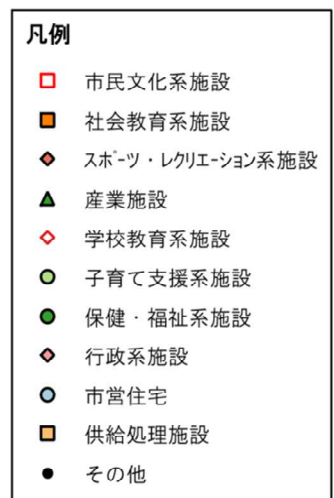 凡例
市民文化系施設
社会教育系施設
スポーツ・レクリエーション系施設
産業施設
学校教育系施設
子育て支援系施設
保健・福祉系施設
行政系施設
市営住宅
供給処理施設
その他